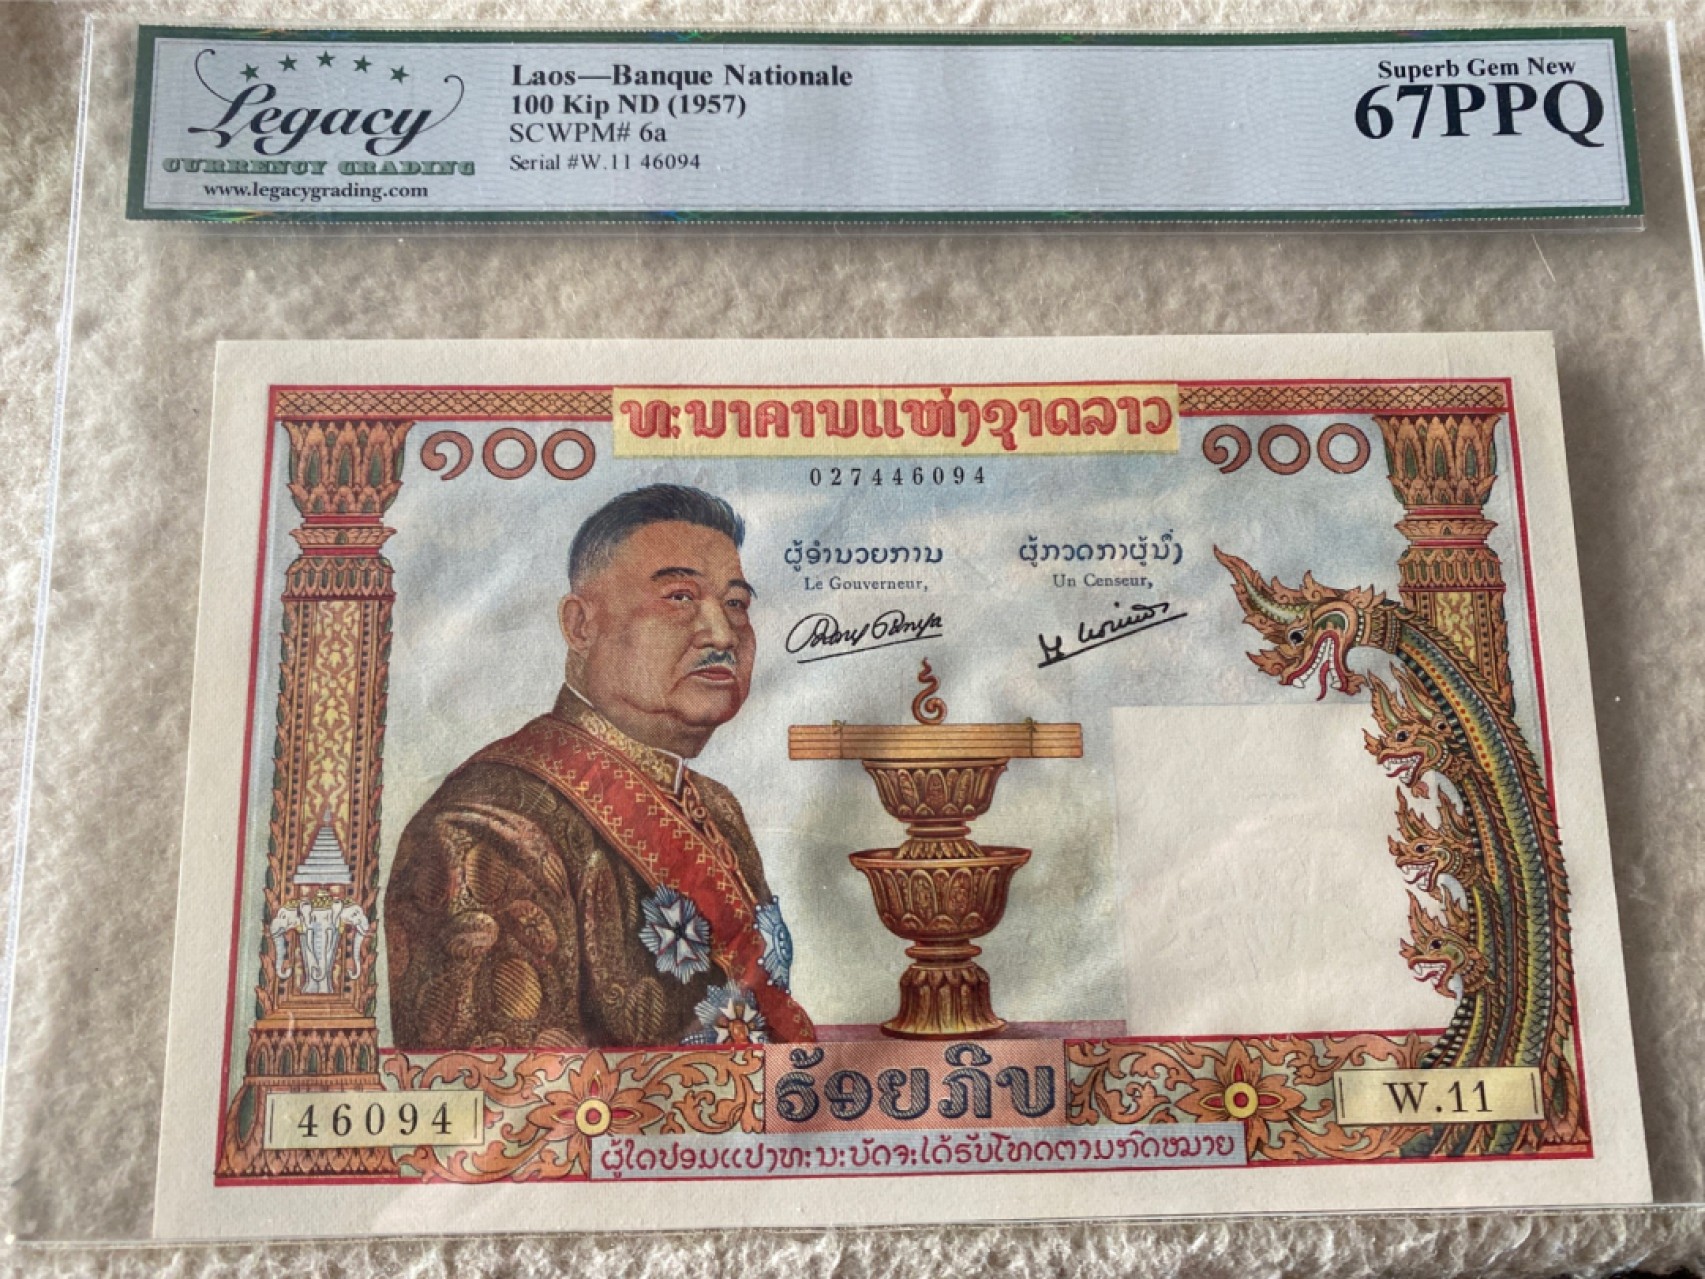 Legacy
CURRENCY GRADING
www.legacygrading.com
Laos—Banque Nationale
100 Kip ND (1957)
SCWPM# 6a
Serial #W.11 46094
Superb Gem New
67PPQ
ທະນາຄານແຫ່ງຊາດລາວ
໑໐໐
໑໐໐
027446094
ຜູ້ອຳນວຍການ
Le Gouverneur,
ຜູ້ກວດກາຜູ້ນຶ່ງ
Un Censeur,
ຮ້ອຍກີບ
46094
W.11
ຜູ້ໃດປອມແປງທະນະບັດຈະໄດ້ຮັບໂທດຕາມກົດໝາຍ